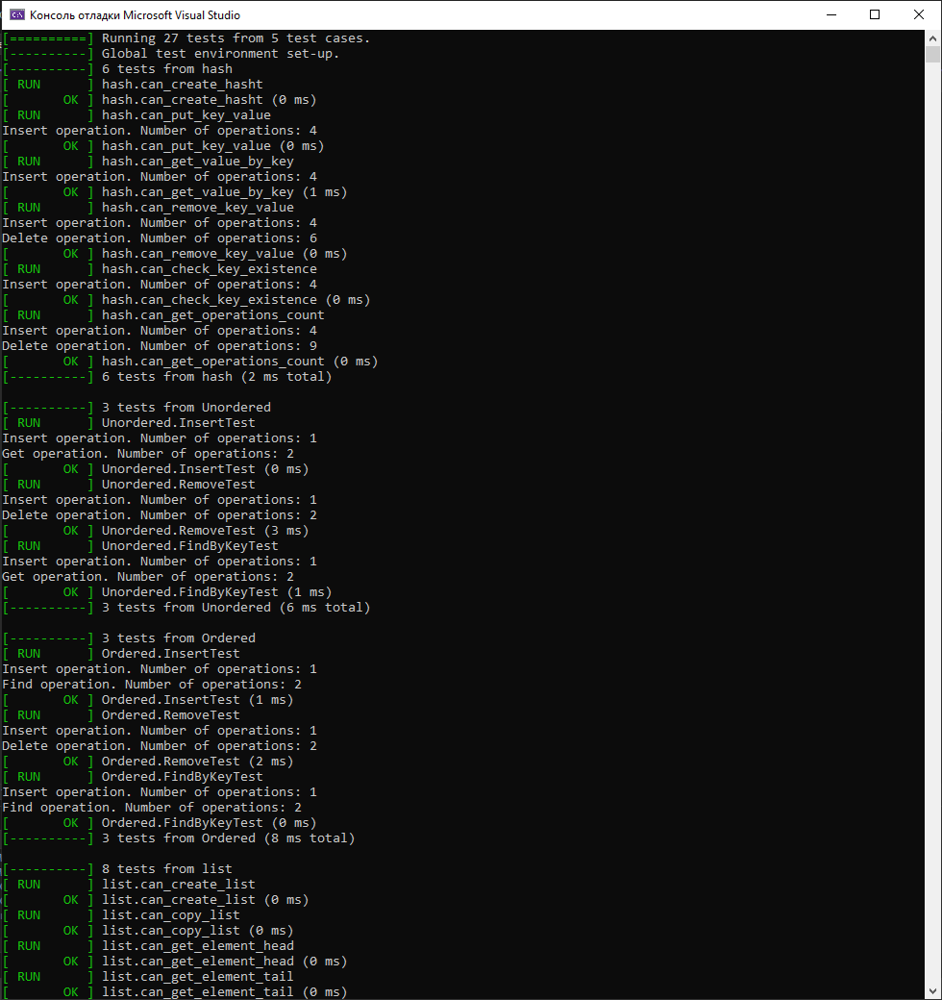 Консоль отладки Microsoft Visual Studio
[==========] Running 27 tests from 5 test cases.
[----------] Global test environment set-up.
[----------] 6 tests from hash
[ RUN      ] hash.can_create_hasht
[       OK ] hash.can_create_hasht (0 ms)
[ RUN      ] hash.can_put_key_value
Insert operation. Number of operations: 4
[       OK ] hash.can_put_key_value (0 ms)
[ RUN      ] hash.can_get_value_by_key
Insert operation. Number of operations: 4
[       OK ] hash.can_get_value_by_key (1 ms)
[ RUN      ] hash.can_remove_key_value
Insert operation. Number of operations: 4
Delete operation. Number of operations: 6
[       OK ] hash.can_remove_key_value (0 ms)
[ RUN      ] hash.can_check_key_existence
Insert operation. Number of operations: 4
[       OK ] hash.can_check_key_existence (0 ms)
[ RUN      ] hash.can_get_operations_count
Insert operation. Number of operations: 4
Delete operation. Number of operations: 9
[       OK ] hash.can_get_operations_count (0 ms)
[----------] 6 tests from hash (2 ms total)

[----------] 3 tests from Unordered
[ RUN      ] Unordered.InsertTest
Insert operation. Number of operations: 1
Get operation. Number of operations: 2
[       OK ] Unordered.InsertTest (0 ms)
[ RUN      ] Unordered.RemoveTest
Insert operation. Number of operations: 1
Delete operation. Number of operations: 2
[       OK ] Unordered.RemoveTest (3 ms)
[ RUN      ] Unordered.FindByKeyTest
Insert operation. Number of operations: 1
Get operation. Number of operations: 2
[       OK ] Unordered.FindByKeyTest (1 ms)
[----------] 3 tests from Unordered (6 ms total)

[----------] 3 tests from Ordered
[ RUN      ] Ordered.InsertTest
Insert operation. Number of operations: 1
Find operation. Number of operations: 2
[       OK ] Ordered.InsertTest (1 ms)
[ RUN      ] Ordered.RemoveTest
Insert operation. Number of operations: 1
Delete operation. Number of operations: 2
[       OK ] Ordered.RemoveTest (2 ms)
[ RUN      ] Ordered.FindByKeyTest
Insert operation. Number of operations: 1
Find operation. Number of operations: 2
[       OK ] Ordered.FindByKeyTest (0 ms)
[----------] 3 tests from Ordered (8 ms total)

[----------] 8 tests from list
[ RUN      ] list.can_create_list
[       OK ] list.can_create_list (0 ms)
[ RUN      ] list.can_copy_list
[       OK ] list.can_copy_list (0 ms)
[ RUN      ] list.can_get_element_head
[       OK ] list.can_get_element_head (0 ms)
[ RUN      ] list.can_get_element_tail
[       OK ] list.can_get_element_tail (0 ms)